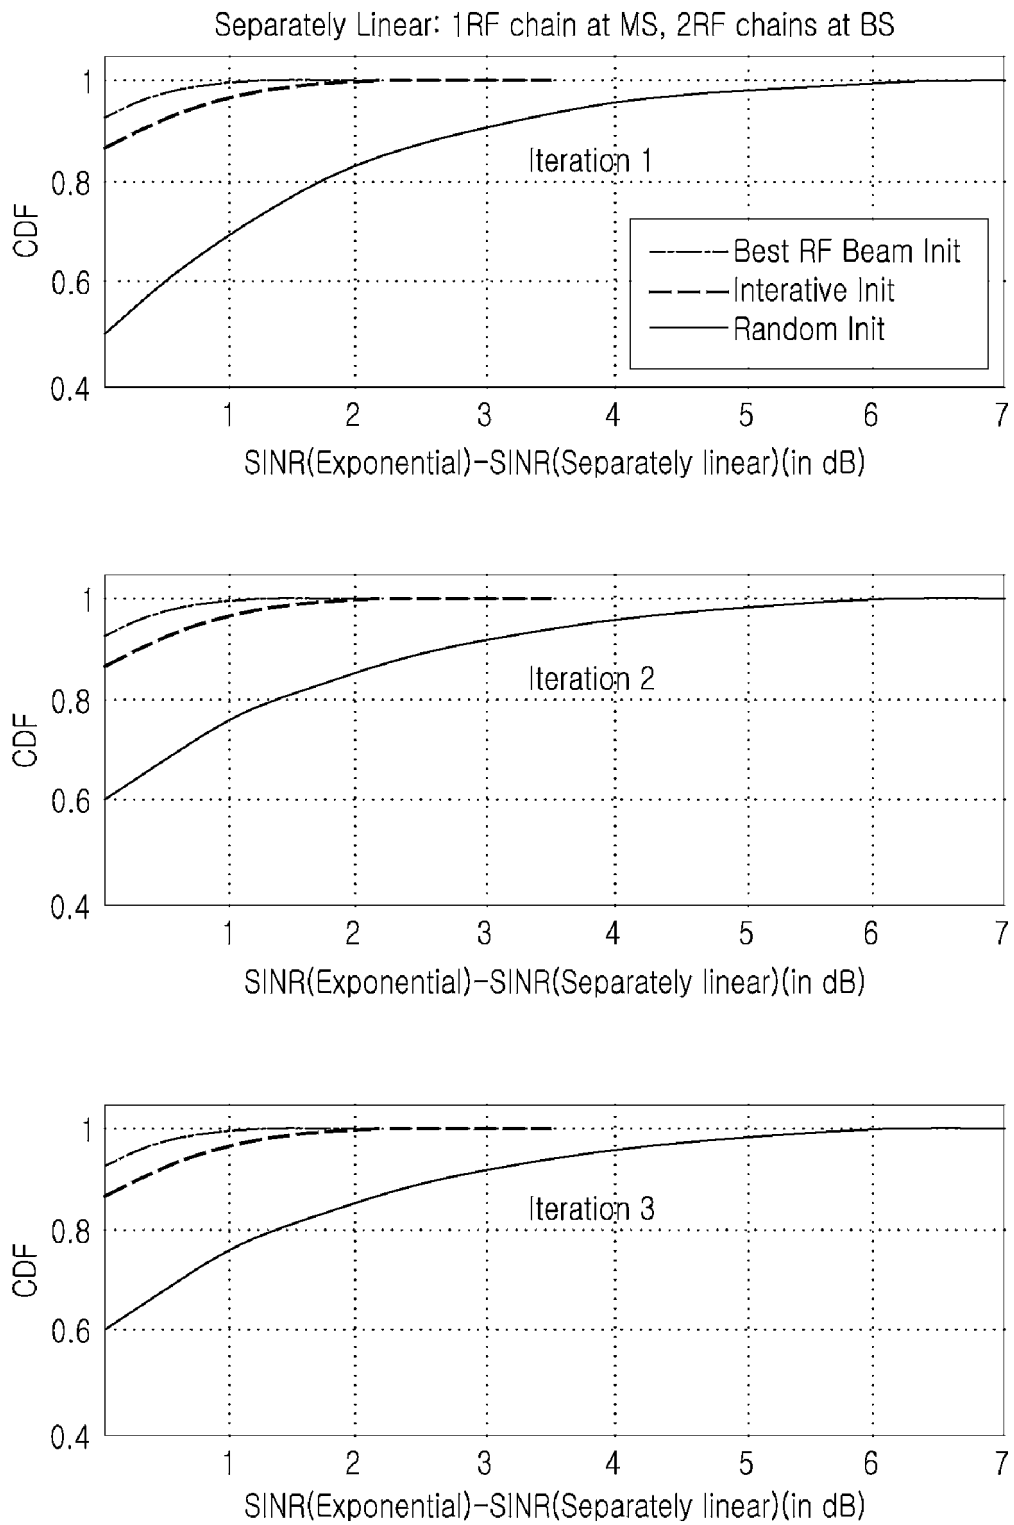 Separately Linear: 1RF chain at MS, 2RF chains at BS
1
0.8
0.6
0.4
CDF
Iteration 1
Best RF Beam Init
Interative Init
Random Init
1 2 3 4 5 6 7
SINR(Exponential)-SINR(Separately linear)(in dB)
1
0.8
0.6
0.4
CDF
Iteration 2
1 2 3 4 5 6 7
SINR(Exponential)-SINR(Separately linear)(in dB)
1
0.8
0.6
0.4
CDF
Iteration 3
1 2 3 4 5 6 7
SINR(Exponential)-SINR(Separately linear)(in dB)